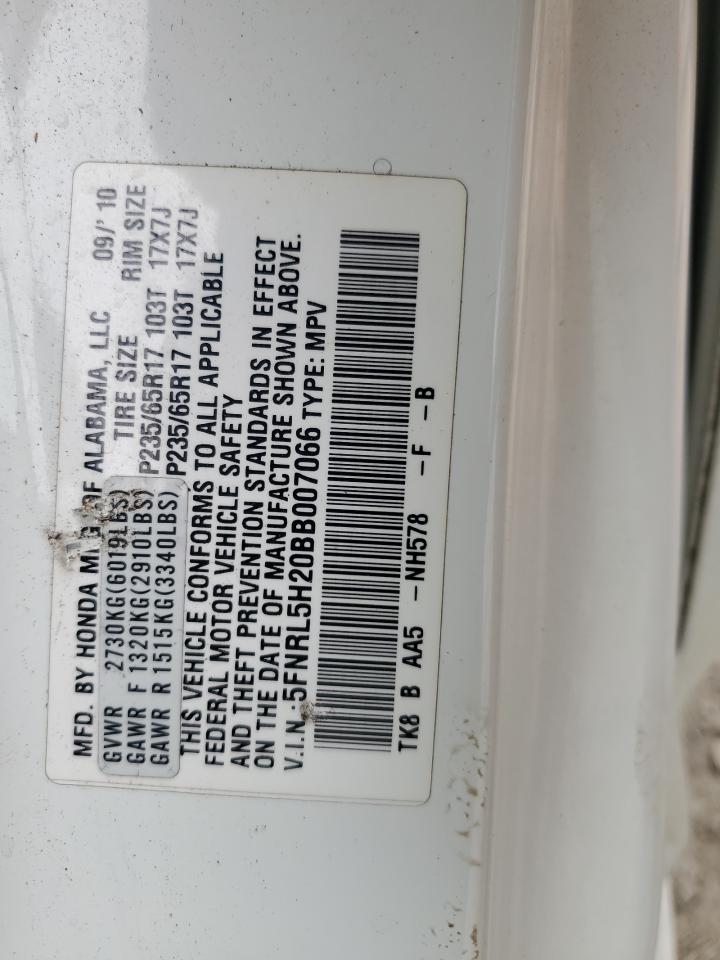 MFD. BY HONDA MFG OF ALABAMA, LLC 09/' 10
TIRE SIZE RIM SIZE
GVWR 2730KG(6019LBS)
GAWR F 1320KG(2910LBS) P235/65R17 103T 17X7J
GAWR R 1515KG(3340LBS) P235/65R17 103T 17X7J
THIS VEHICLE CONFORMS TO ALL APPLICABLE
FEDERAL MOTOR VEHICLE SAFETY
AND THEFT PREVENTION STANDARDS IN EFFECT
ON THE DATE OF MANUFACTURE SHOWN ABOVE.
V.I.N. 5FNRL5H20BB007066 TYPE: MPV
TK8 B AA5 -NH578 -F -B